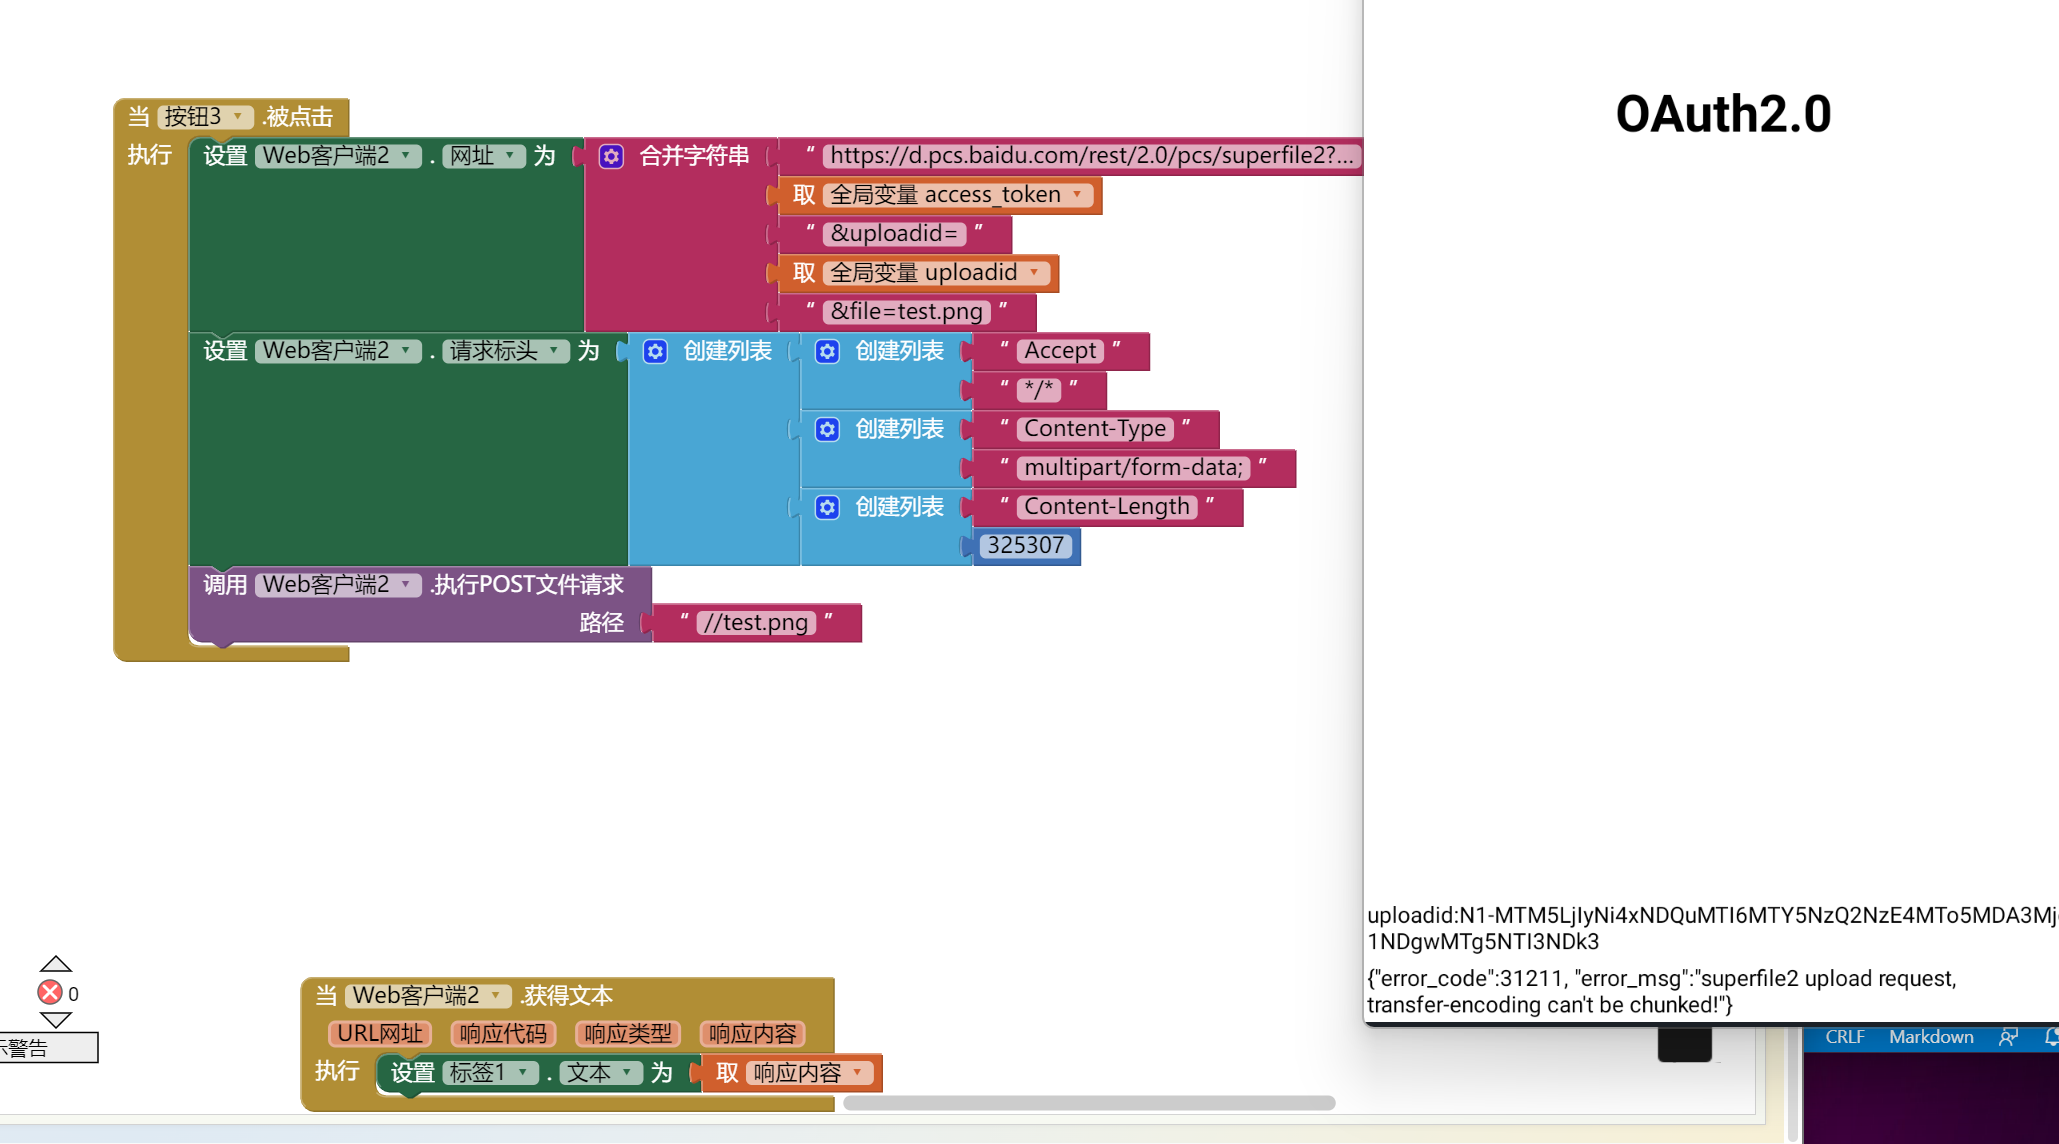 当 按钮3 .被点击
执行 设置 Web客户端2 . 网址 为 合并字符串 “ https://d.pcs.baidu.com/rest/2.0/pcs/superfile2?...
取 全局变量 access_token
“ &uploadid= ”
取 全局变量 uploadid
“ &file=test.png ”
设置 Web客户端2 . 请求标头 为 创建列表 创建列表 “ Accept ”
“ */* ”
创建列表 “ Content-Type ”
“ multipart/form-data; ”
创建列表 “ Content-Length ”
325307
调用 Web客户端2 .执行POST文件请求
路径 “ //test.png ”
0
示警告
当 Web客户端2 .获得文本
URL网址 响应代码 响应类型 响应内容
执行 设置 标签1 . 文本 为 取 响应内容
OAuth2.0
uploadid:N1-MTM5LjIyNi4xNDQuMTI6MTY5NzQ2NzE4MTo5MDA3Mj
1NDgwMTg5NTI3NDk3
{"error_code":31211, "error_msg":"superfile2 upload request,
transfer-encoding can't be chunked!"}
CRLF Markdown